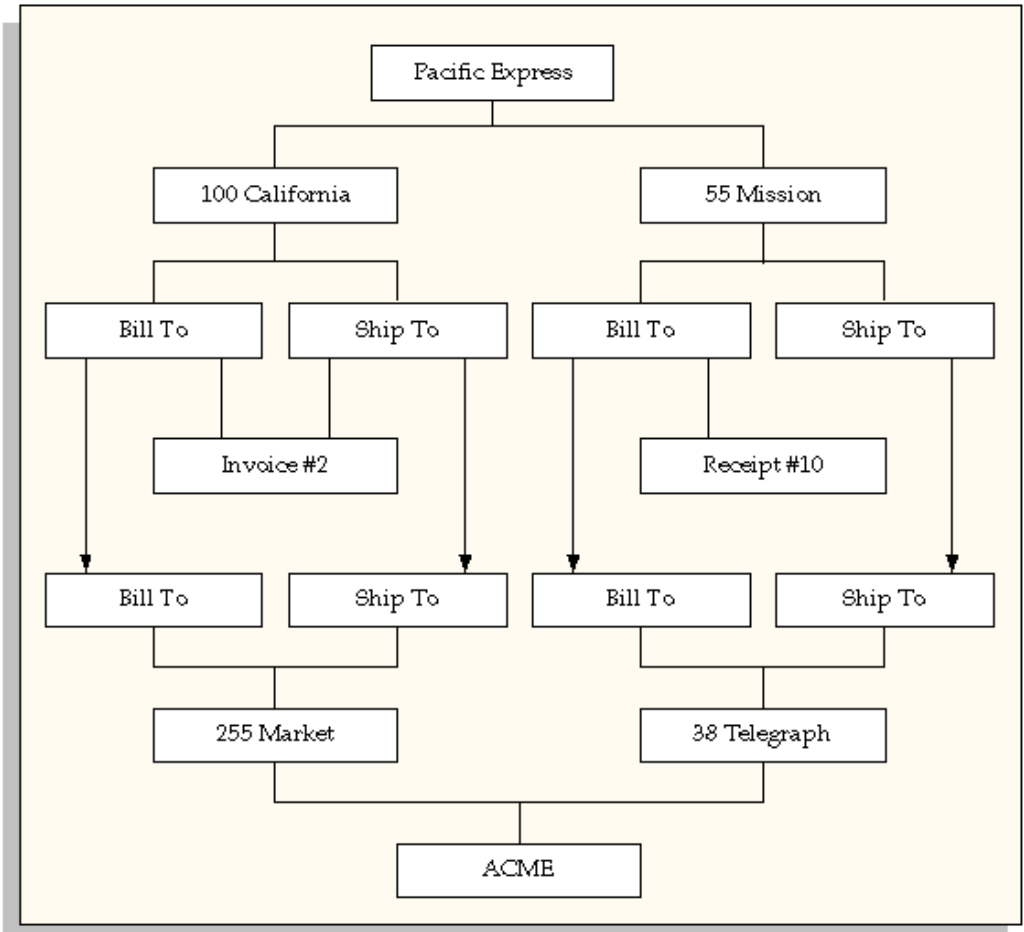 Pacific Express
100 California
55 Mission
Bill To
Ship To
Bill To
Ship To
Invoice #2
Receipt #10
Bill To
Ship To
Bill To
Ship To
255 Market
38 Telegraph
ACME